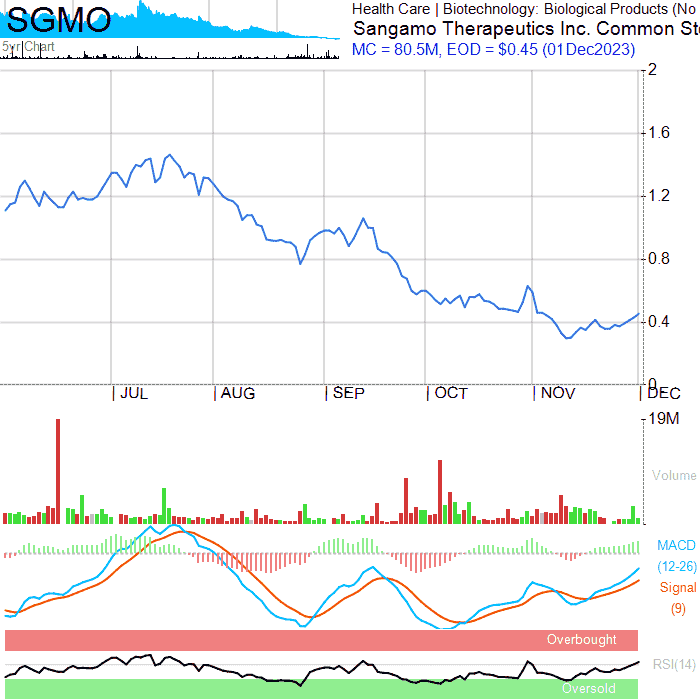 SGMO
5yr Chart
Health Care | Biotechnology: Biological Products (No
Sangamo Therapeutics Inc. Common Sto
MC = 80.5M, EOD = $0.45 (01Dec2023)
2
1.6
1.2
0.8
0.4
0
| JUL | AUG | SEP | OCT | NOV | DEC
19M
Volume
MACD
(12-26)
Signal
(9)
Overbought
RSI(14)
Oversold